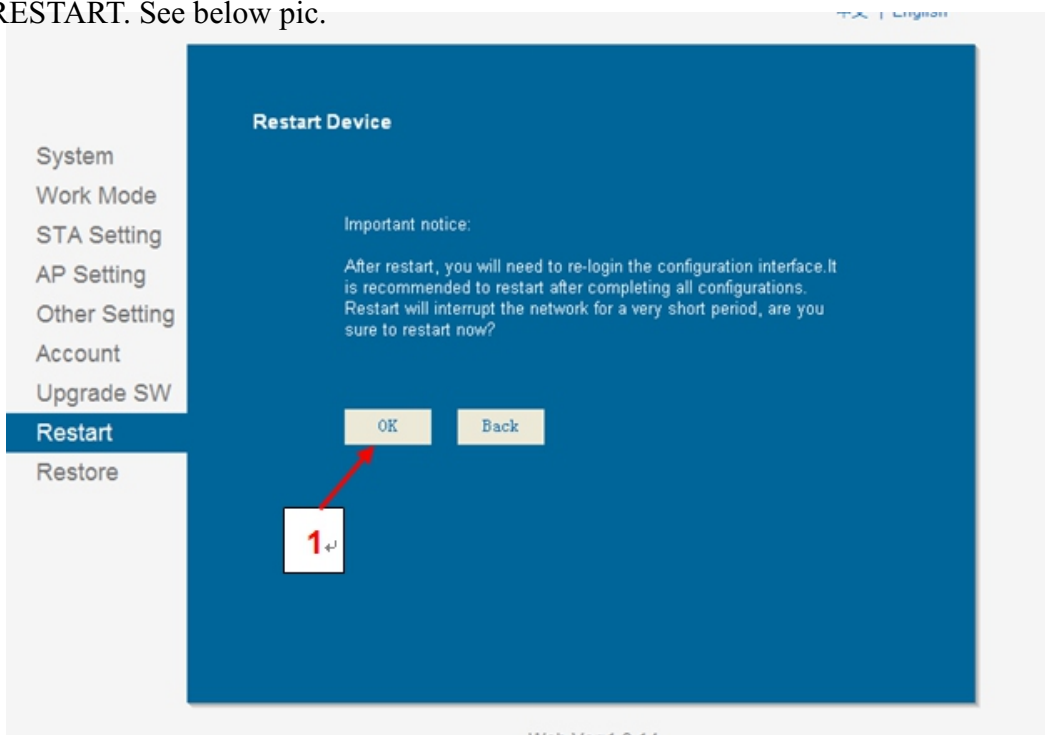 RESTART. See below pic.
中文 | English
Restart Device
System
Work Mode
STA Setting
AP Setting
Other Setting
Account
Upgrade SW
Restart
Restore
Important notice:
After restart, you will need to re-login the configuration interface.It
is recommended to restart after completing all configurations.
Restart will interrupt the network for a very short period, are you
sure to restart now?
OK Back
1